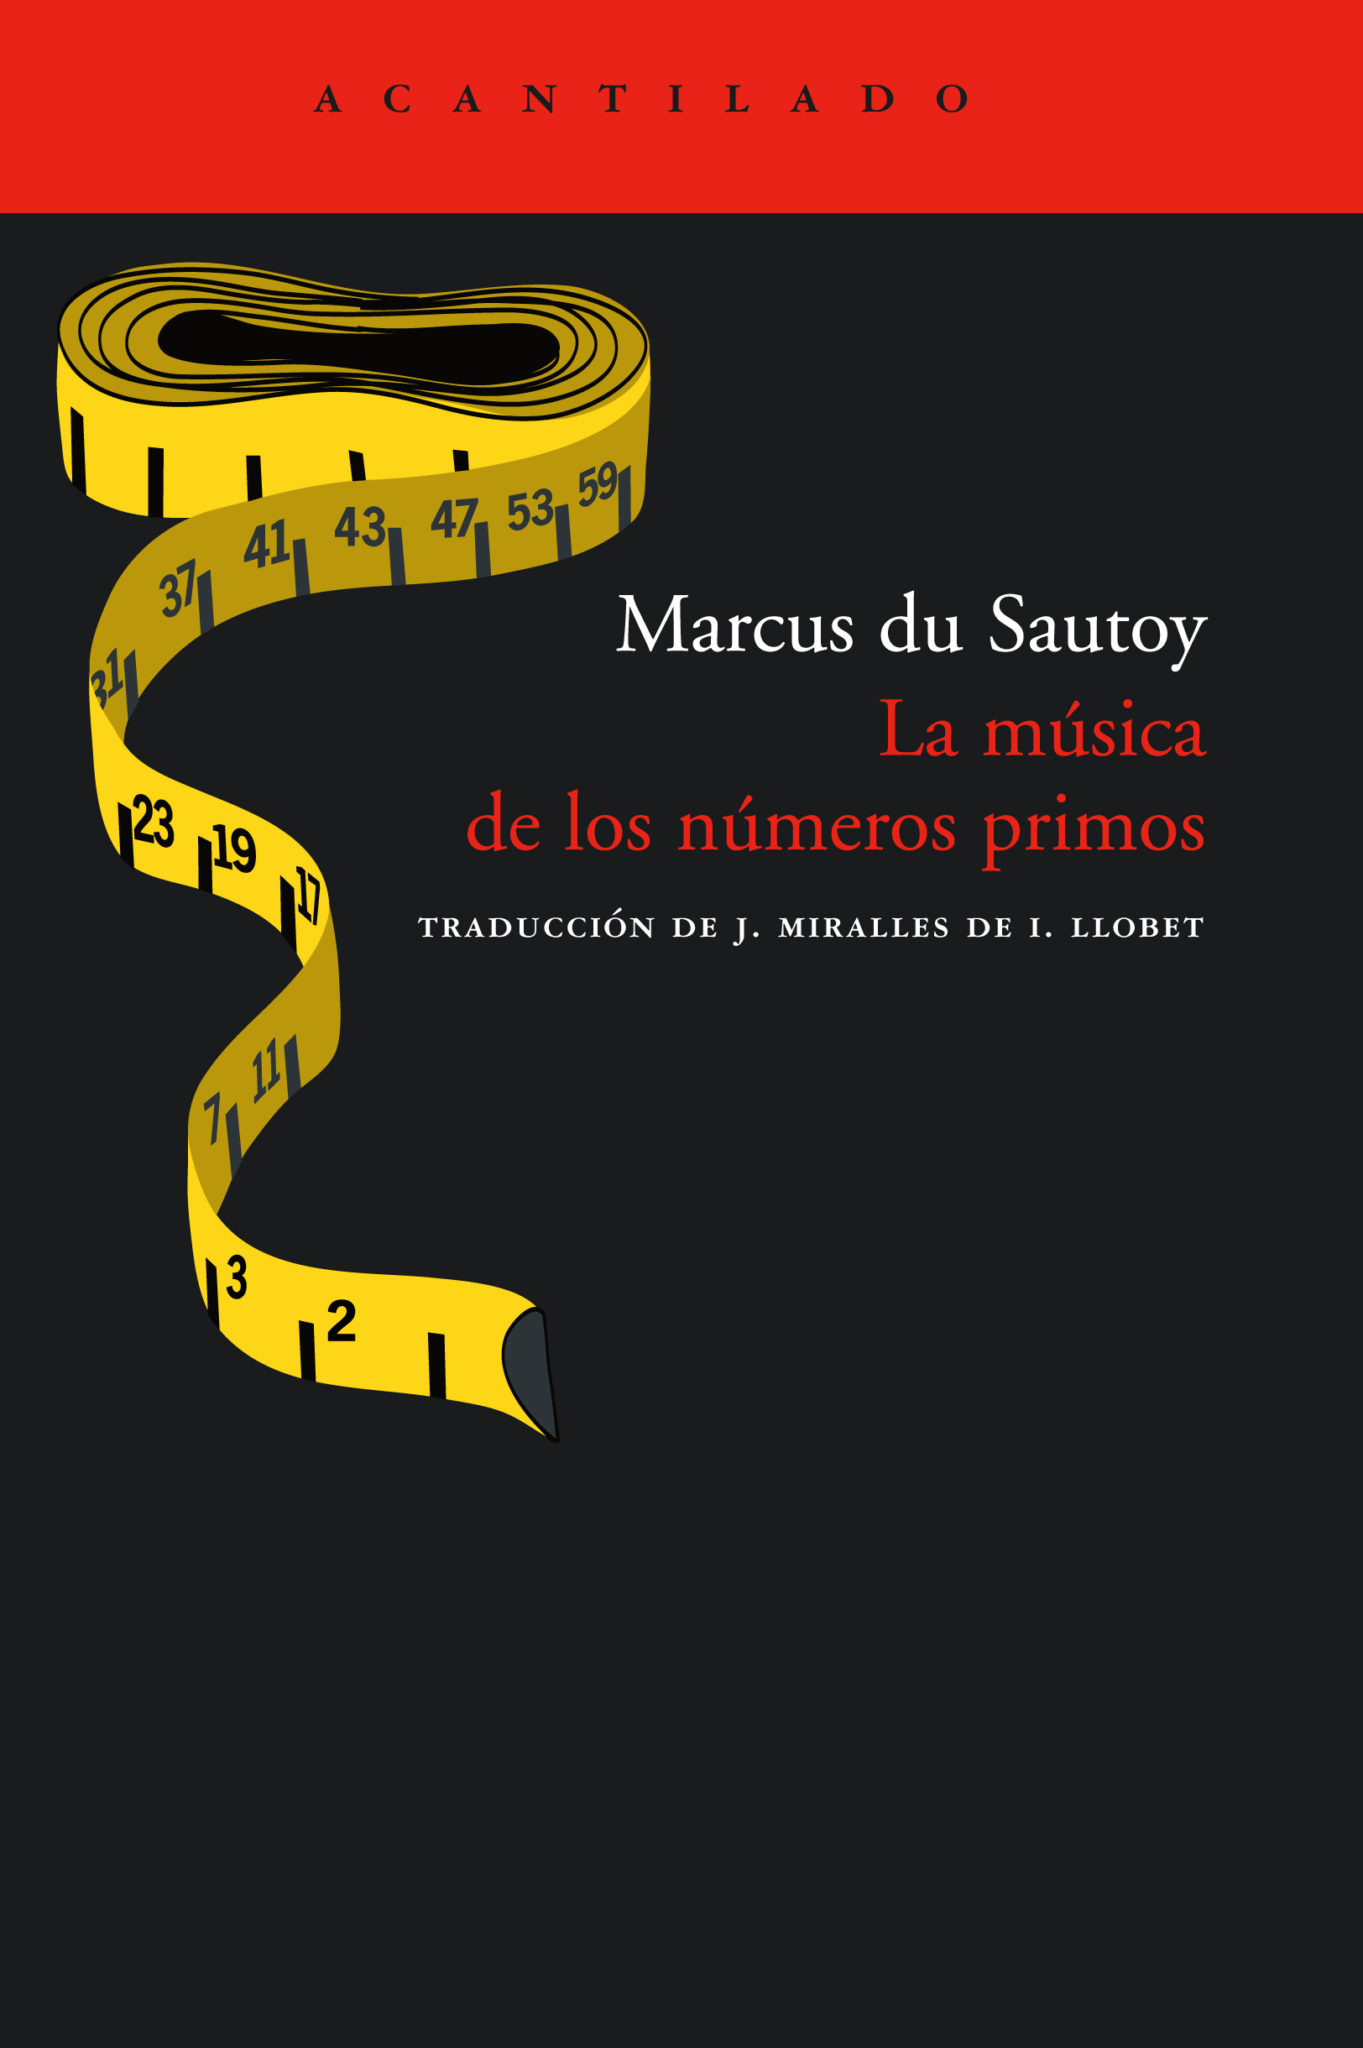 ACANTILADO
Marcus du Sautoy
La música
de los números primos
TRADUCCIÓN DE J. MIRALLES DE I. LLOBET
59
53
47
43
41
37
31
23
19
17
11
7
3
2